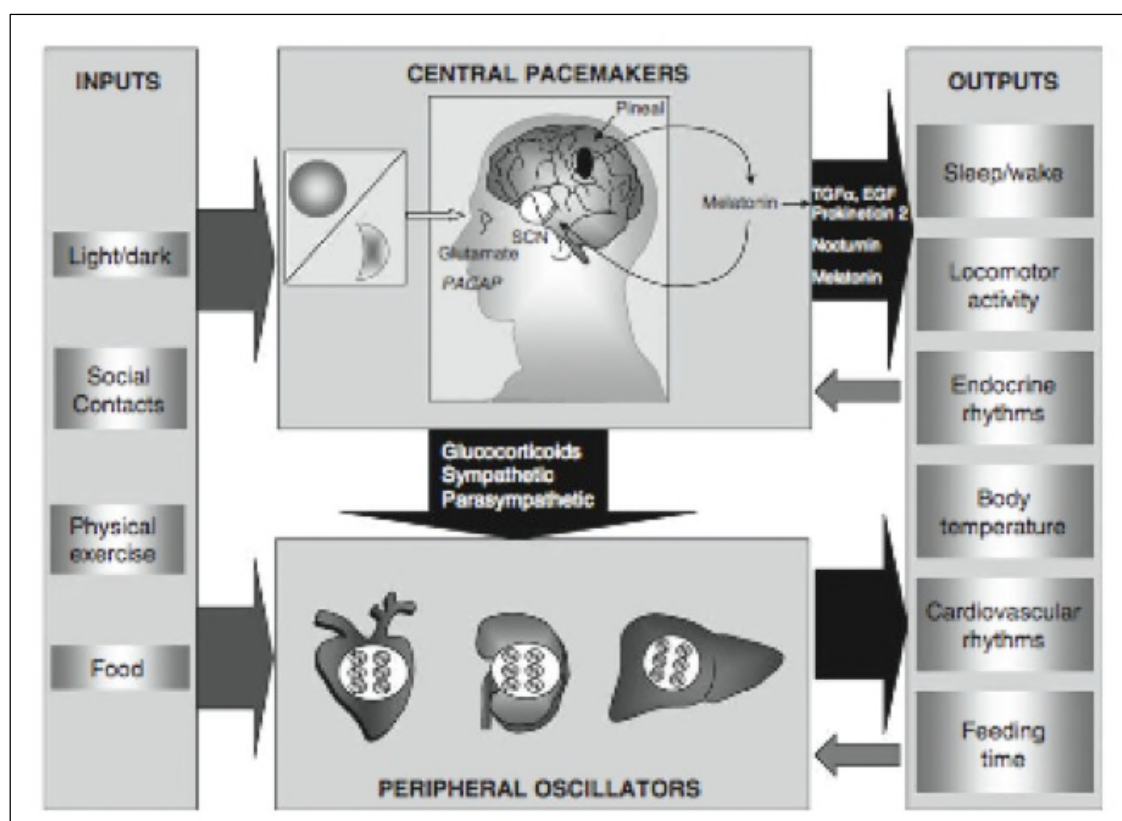 INPUTS
Light/dark
Social
Contacts
Physical
exercise
Food
CENTRAL PACEMAKERS
Pineal
Melatonin
SCN
Glutamate
PACAP
TGFα, EGF
Prokineticin 2
Nocturnin
Melatonin
Glucocorticoids
Sympathetic
Parasympathetic
PERIPHERAL OSCILLATORS
OUTPUTS
Sleep/wake
Locomotor
activity
Endocrine
rhythms
Body
temperature
Cardiovascular
rhythms
Feeding
time